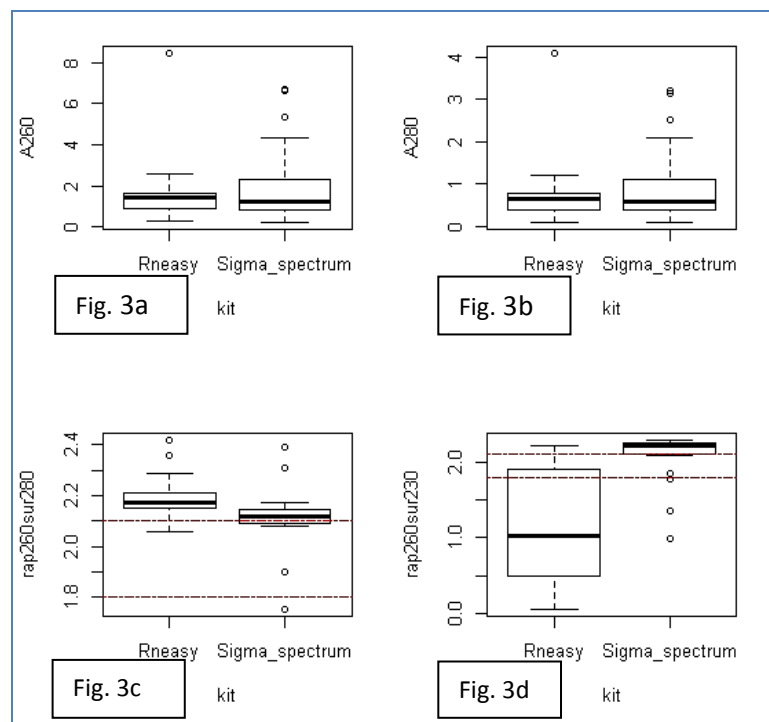 A260
8
6
4
2
0
Rneasy Sigma_spectrum
kit
Fig. 3a
A280
4
3
2
1
0
Rneasy Sigma_spectrum
kit
Fig. 3b
rap260sur280
2.4
2.2
2.0
1.8
Rneasy Sigma_spectrum
kit
Fig. 3c
rap260sur230
2.0
1.0
0.0
Rneasy Sigma_spectrum
kit
Fig. 3d